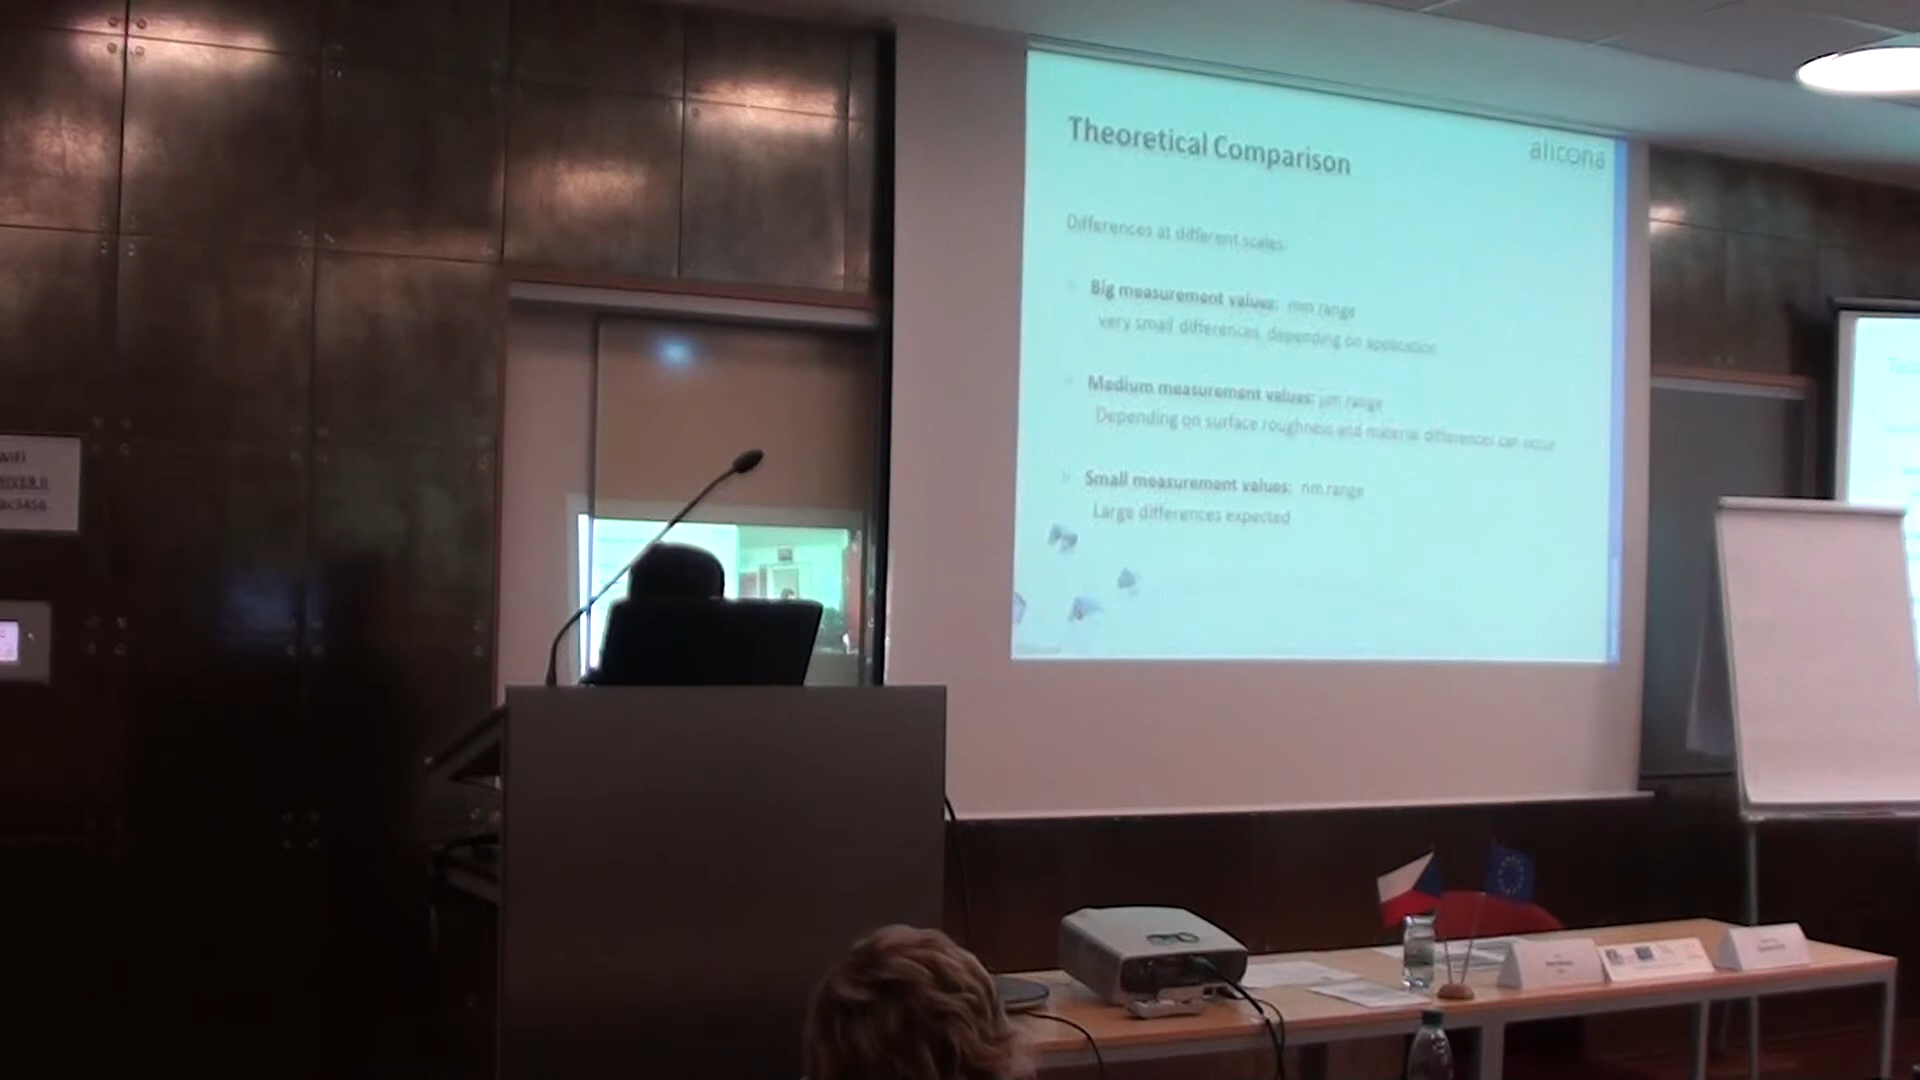 Theoretical Comparison
alicona
Differences at different scales
Big measurement values: mm range
very small differences, depending on application
Medium measurement values: µm range
Depending on surface roughness and material differences can occur
Small measurement values: nm range
Large differences expected
WIFI